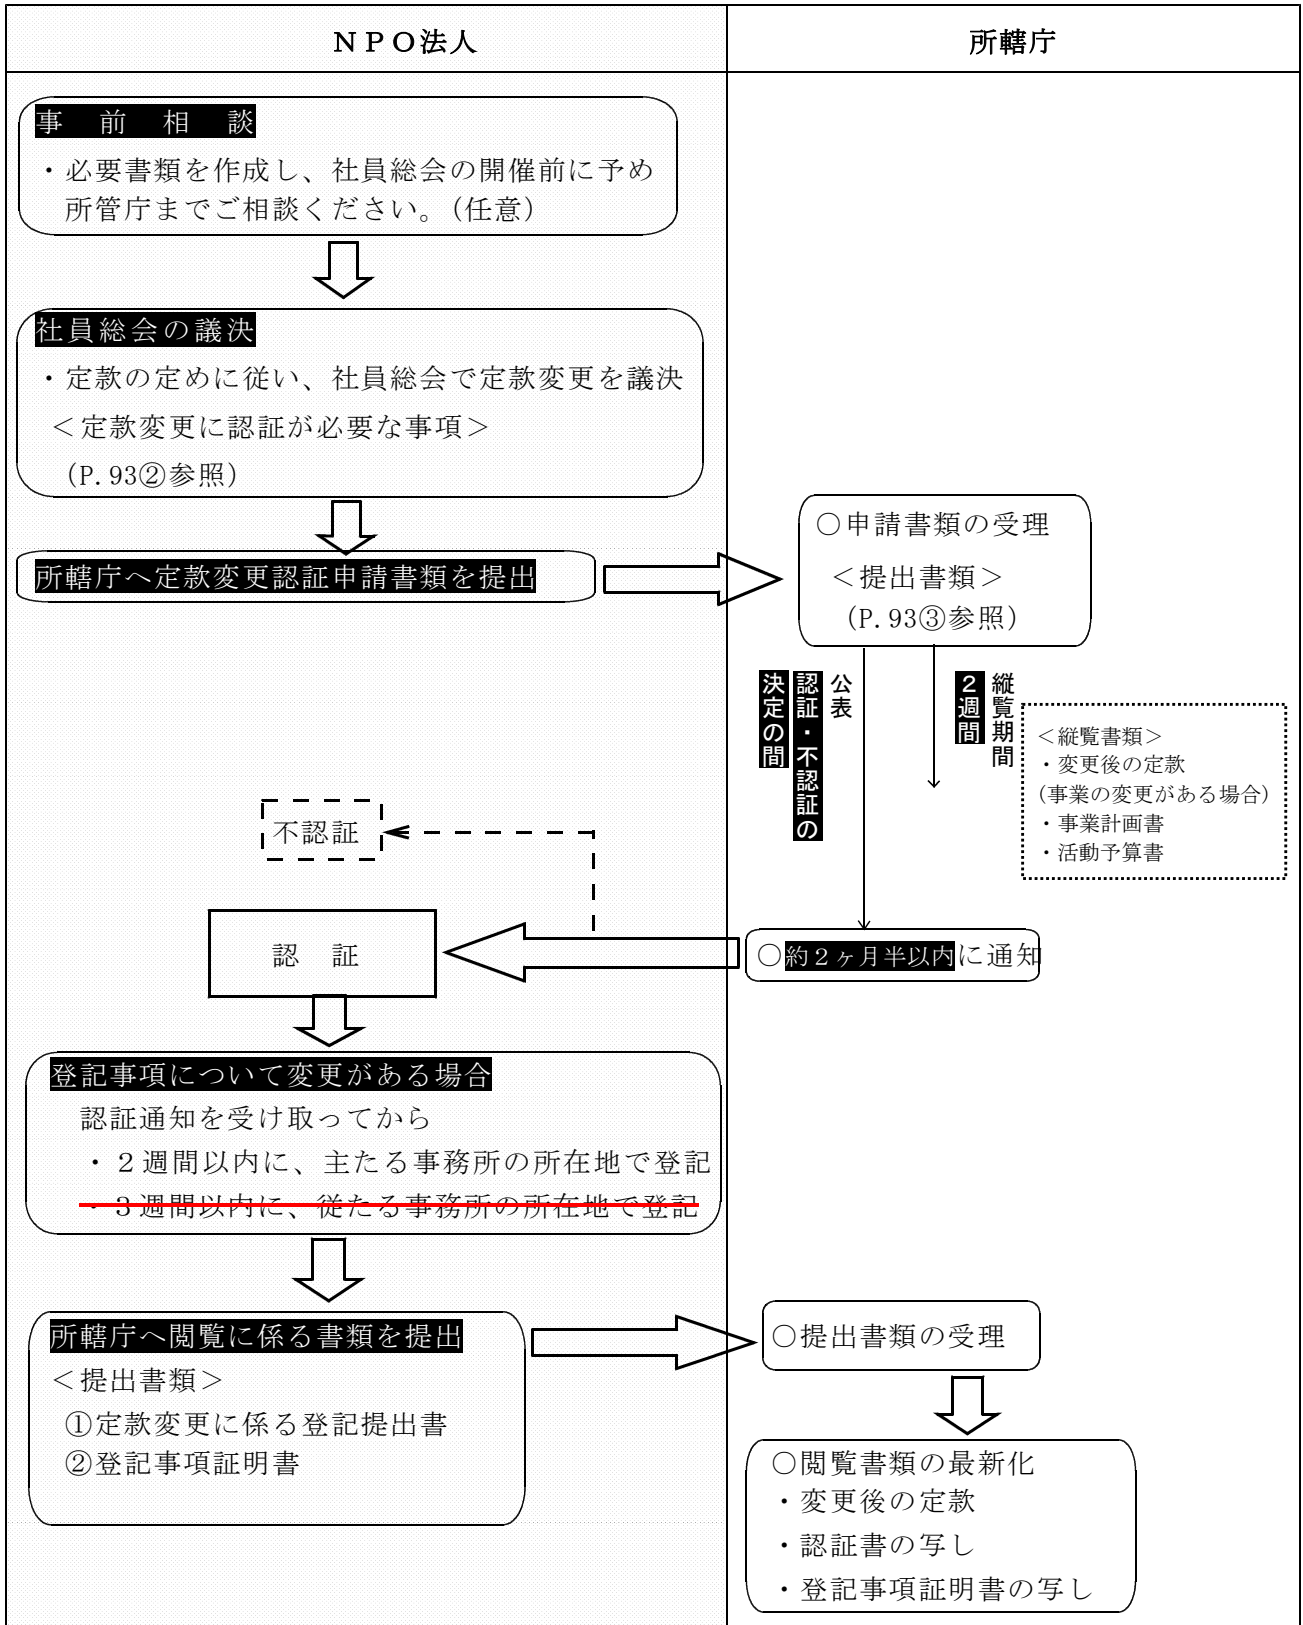 ＮＰＯ法人
所轄庁
事　前　相　談
・必要書類を作成し、社員総会の開催前に予め
所管庁までご相談ください。（任意）
社員総会の議決
・定款の定めに従い、社員総会で定款変更を議決
＜定款変更に認証が必要な事項＞
（P.93②参照）
所轄庁へ定款変更認証申請書類を提出
○申請書類の受理
＜提出書類＞
（P.93③参照）
縦覧期間
２週間
公表
認証・不認証の
決定の間
＜縦覧書類＞
・変更後の定款
（事業の変更がある場合）
・事業計画書
・活動予算書
不認証
認　証
○約２ヶ月半以内に通知
登記事項について変更がある場合
認証通知を受け取ってから
・２週間以内に、主たる事務所の所在地で登記
・３週間以内に、従たる事務所の所在地で登記
所轄庁へ閲覧に係る書類を提出
＜提出書類＞
①定款変更に係る登記提出書
②登記事項証明書
○提出書類の受理
○閲覧書類の最新化
・変更後の定款
・認証書の写し
・登記事項証明書の写し